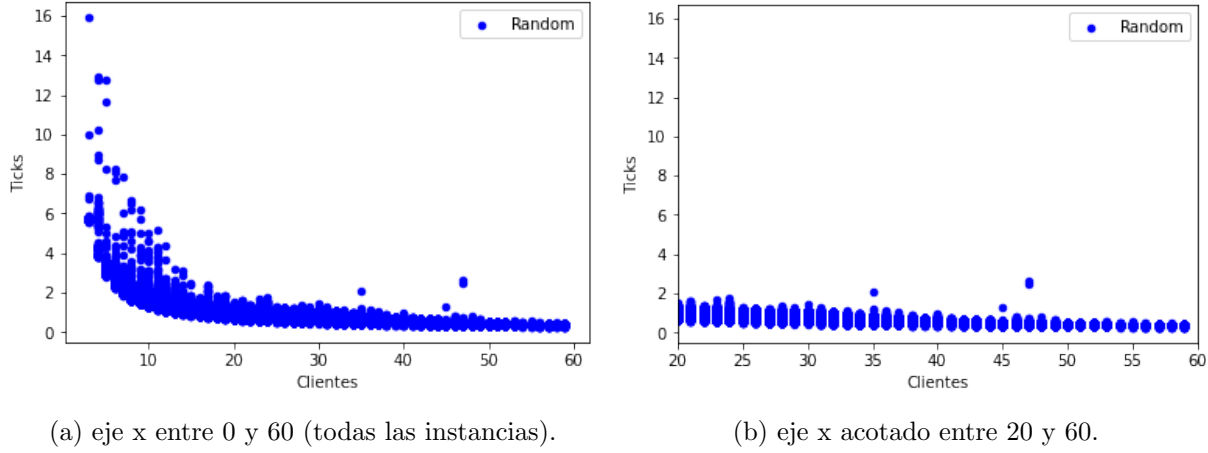 16
14
12
10
8
6
4
2
0
Ticks
10 20 30 40 50 60
Clientes
Random
(a) eje x entre 0 y 60 (todas las instancias).
16
14
12
10
8
6
4
2
0
Ticks
20 25 30 35 40 45 50 55 60
Clientes
Random
(b) eje x acotado entre 20 y 60.